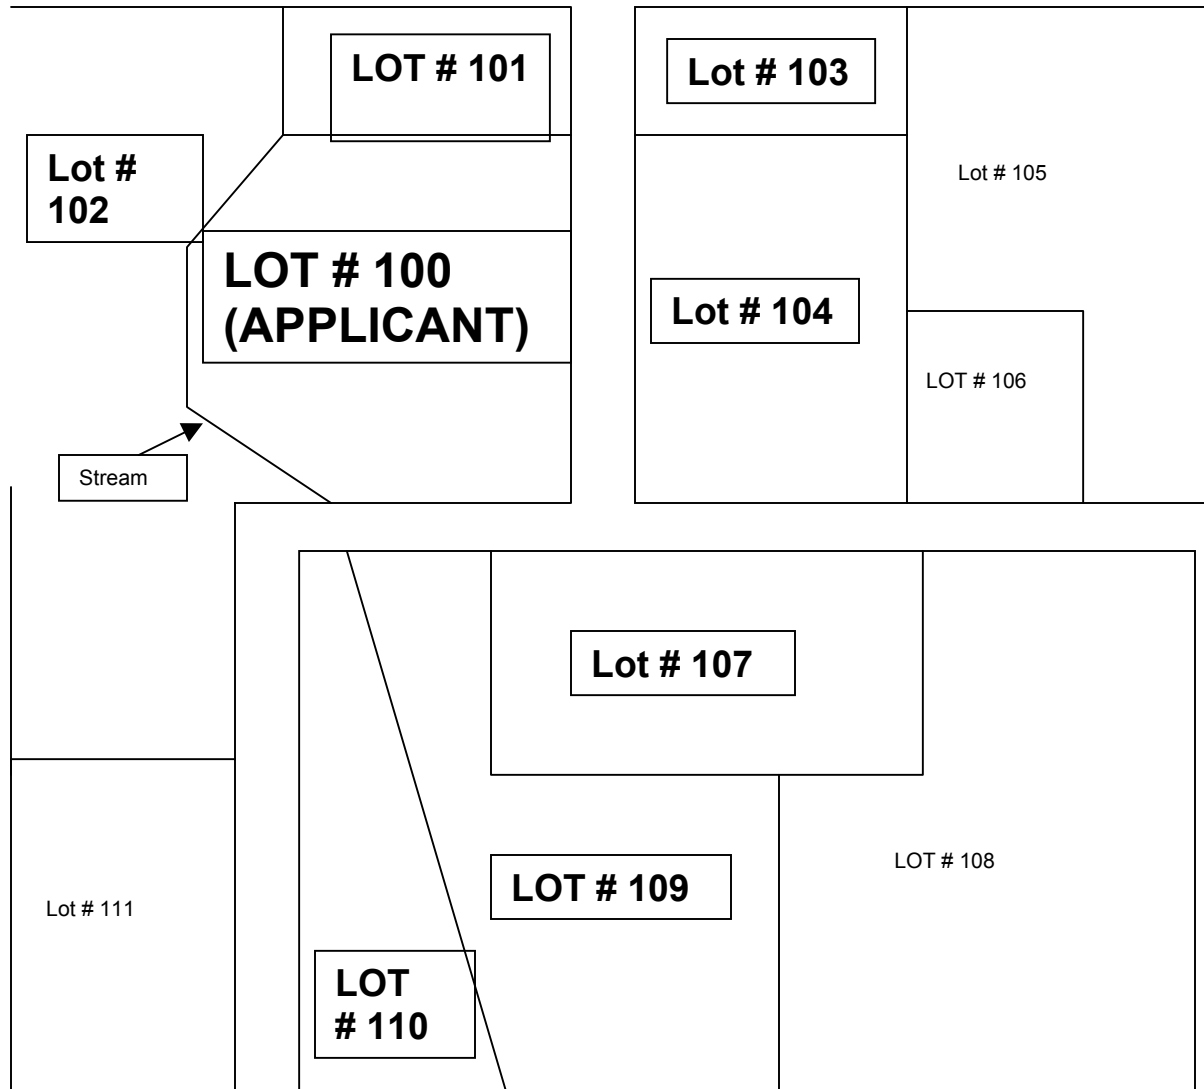 LOT # 101
Lot # 103
Lot #
102
Lot # 105
LOT # 100
(APPLICANT)
Lot # 104
LOT # 106
Stream
Lot # 107
LOT # 108
LOT # 109
Lot # 111
LOT
# 110